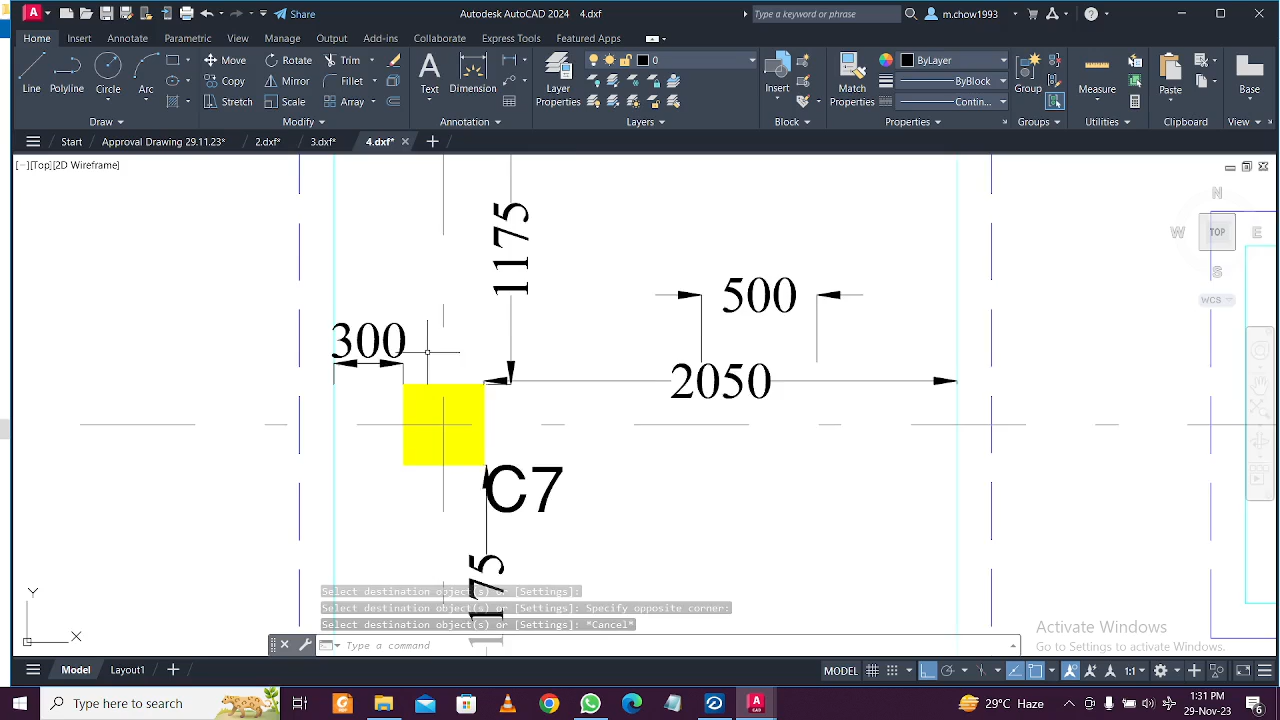 Share
Autodesk AutoCAD 2024 4.dxf
Type a keyword or phrase
m.chow1993
Home Insert Annotate Parametric View Manage Output Add-ins Collaborate Express Tools Featured Apps
Line
Polyline
Circle
Arc
Move
Copy
Stretch
Rotate
Mirror
Scale
Trim
Fillet
Array
Text
Dimension
Layer
Properties
0
Insert
Match
Properties
ByLayer
ByBlock
Contin...
Group
Measure
Paste
Base
Draw
Modify
Annotation
Layers
Block
Properties
Groups
Utilities
Clipboard
View
Start
Approval Drawing 29.11.23*
2.dxf*
3.dxf*
4.dxf*
[−][Top][2D Wireframe]
N
W
TOP
E
S
WCS
1175
500
300
2050
C7
1175
Y
X
Select destination object(s) or [Settings]:
Select destination object(s) or [Settings]: Specify opposite corner:
Select destination object(s) or [Settings]: *Cancel*
Type a command
Activate Windows
Go to Settings to activate Windows.
Model
Layout1
MODEL
1:1
Type here to search
29°C Haze
1:31 PM
29-Nov-23
6